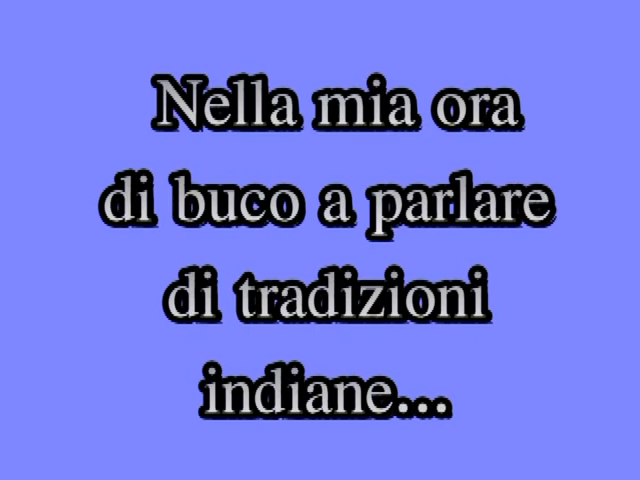 Nella mia ora
di buco a parlare
di tradizioni
indiane...